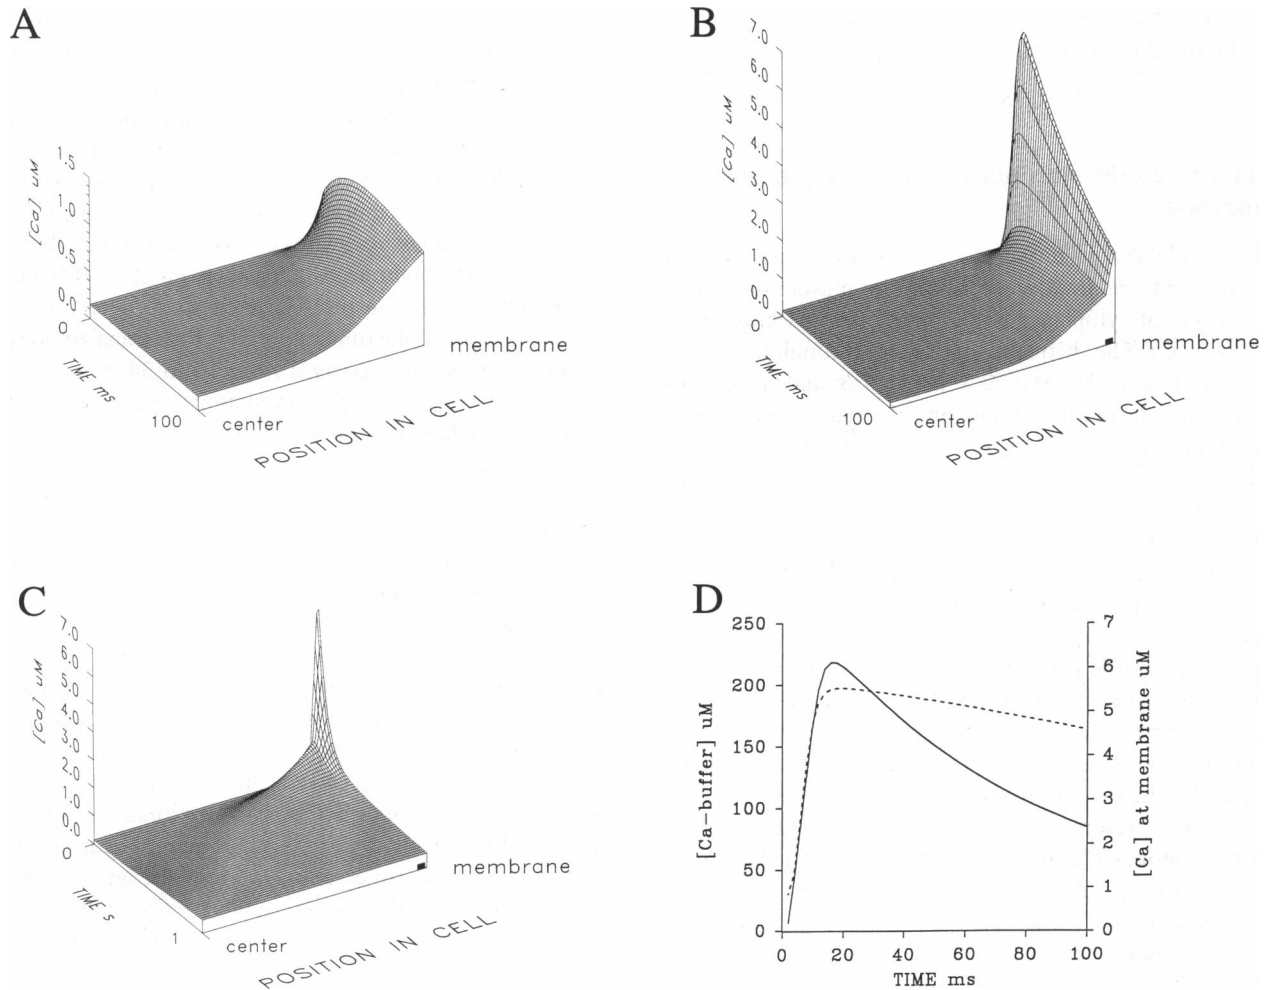 A
[Ca] uM
1.5
1.0
0.5
0.0
0
TIME ms
100
center
membrane
POSITION IN CELL
B
[Ca] uM
7.0
6.0
5.0
4.0
3.0
2.0
1.0
0.0
0
TIME ms
100
center
membrane
POSITION IN CELL
C
[Ca] uM
7.0
6.0
5.0
4.0
3.0
2.0
1.0
0.0
0
TIME s
1
center
membrane
POSITION IN CELL
D
[Ca-buffer] uM
250
200
150
100
50
0
7
6
5
4
3
2
1
0
[Ca] at membrane uM
0 20 40 60 80 100
TIME ms